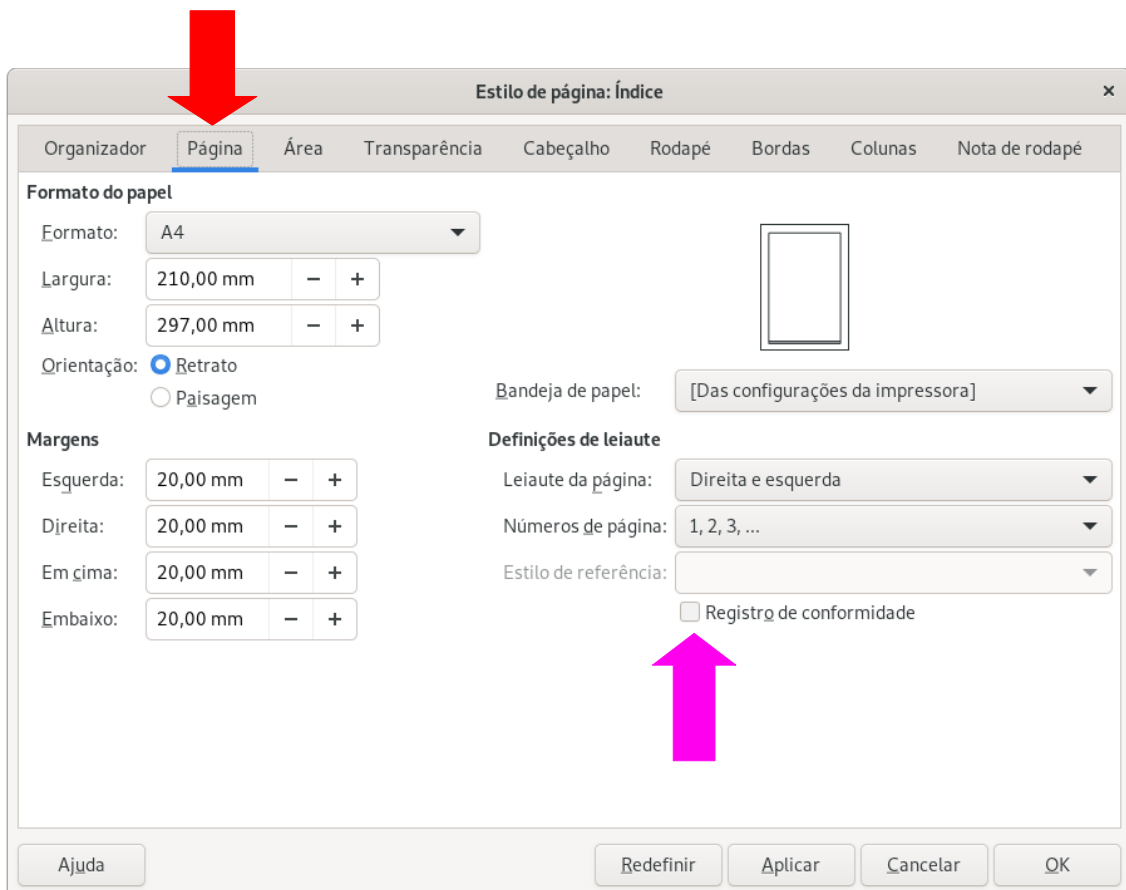 Estilo de página: Índice ×
Organizador Página Área Transparência Cabeçalho Rodapé Bordas Colunas Nota de rodapé
Formato do papel
Formato: A4
Largura: 210,00 mm − +
Altura: 297,00 mm − +
Orientação: Retrato
Paisagem
Bandeja de papel: [Das configurações da impressora]
Margens
Esquerda: 20,00 mm − +
Direita: 20,00 mm − +
Em cima: 20,00 mm − +
Embaixo: 20,00 mm − +
Definições de leiaute
Leiaute da página: Direita e esquerda
Números de página: 1, 2, 3, ...
Estilo de referência:
Registro de conformidade
Ajuda Redefinir Aplicar Cancelar OK